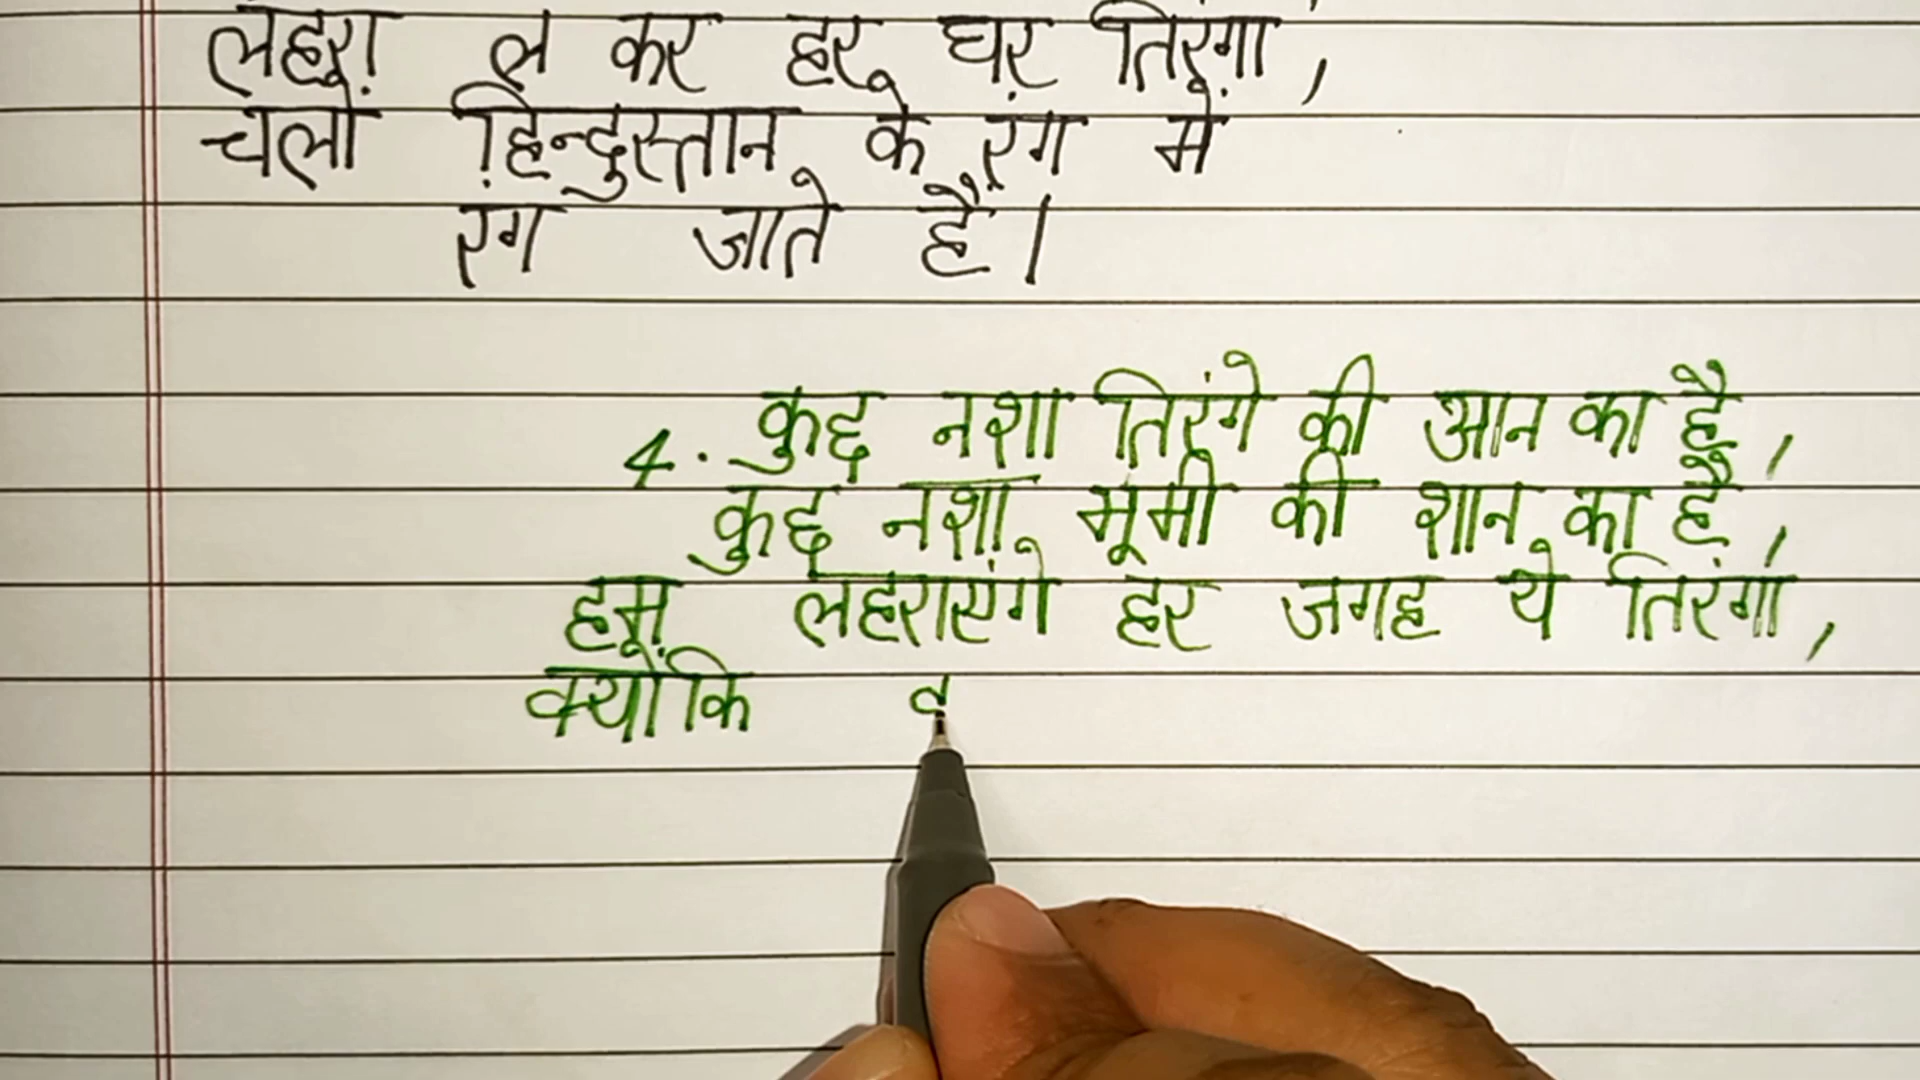 लहरा ल कर हर घर तिरंगा,
चलो हिन्दुस्तान के रंग में
रंग जाते हैं।
4. कुछ नशा तिरंगे की आन का है,
कुछ नशा भूमी की शान का है,
हम लहराएंगे हर जगह ये तिरंगा,
क्योंकि